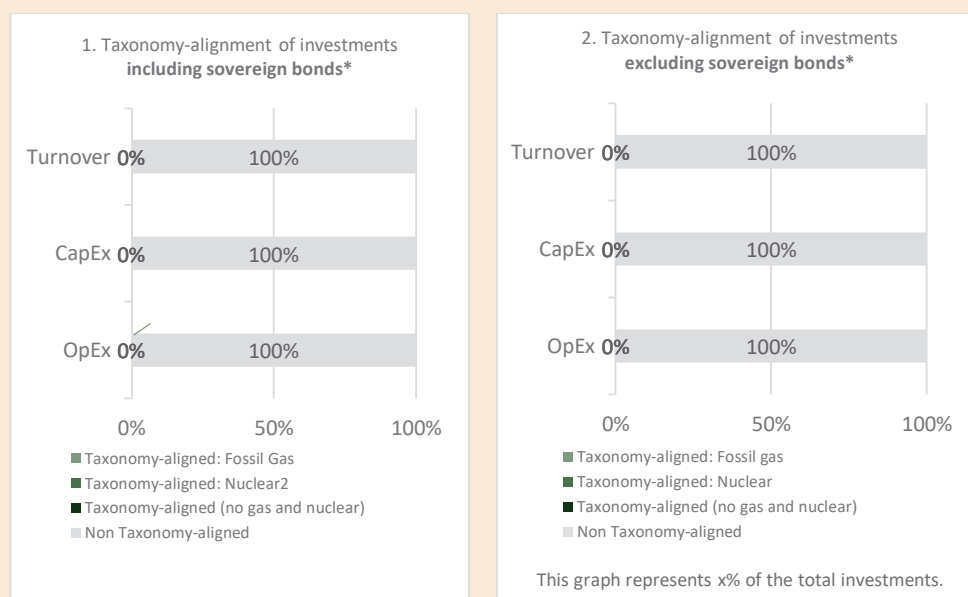 1. Taxonomy-alignment of investments
including sovereign bonds*
Turnover 0% 100%
CapEx 0% 100%
OpEx 0% 100%
0% 50% 100%
Taxonomy-aligned: Fossil Gas
Taxonomy-aligned: Nuclear2
Taxonomy-aligned (no gas and nuclear)
Non Taxonomy-aligned
2. Taxonomy-alignment of investments
excluding sovereign bonds*
Turnover 0% 100%
CapEx 0% 100%
OpEx 0% 100%
0% 50% 100%
Taxonomy-aligned: Fossil gas
Taxonomy-aligned: Nuclear
Taxonomy-aligned (no gas and nuclear)
Non Taxonomy-aligned
This graph represents x% of the total investments.